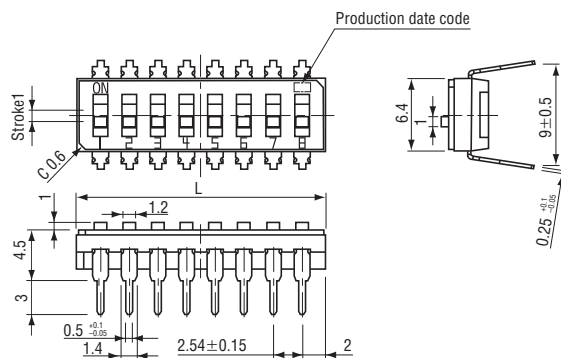 Production date code
ON
1 2 3 4 5 6 7 8
Stroke1
C 0.6
6.4
1
9±0.5
0.25 +0.1 -0.05
L
1
1.2
4.5
3
0.5 +0.1 -0.05
1.4
2.54±0.15
2